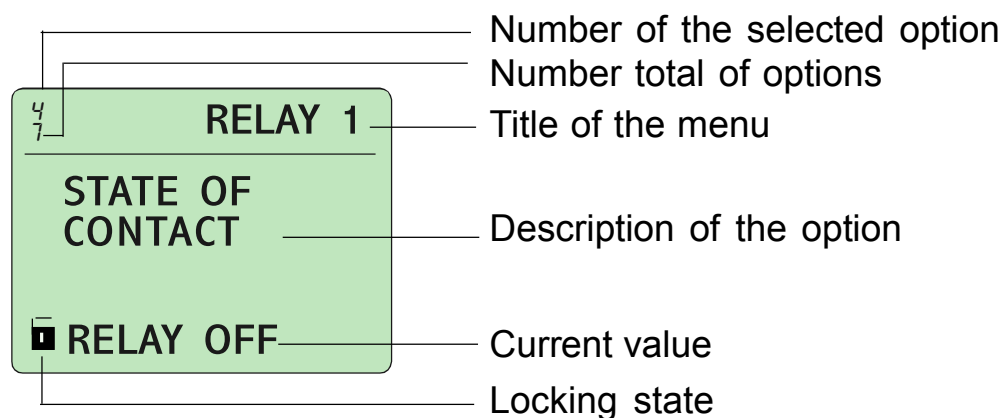 Number of the selected option
Number total of options
4
7
RELAY 1
Title of the menu
STATE OF
CONTACT
Description of the option
RELAY OFF
Current value
Locking state